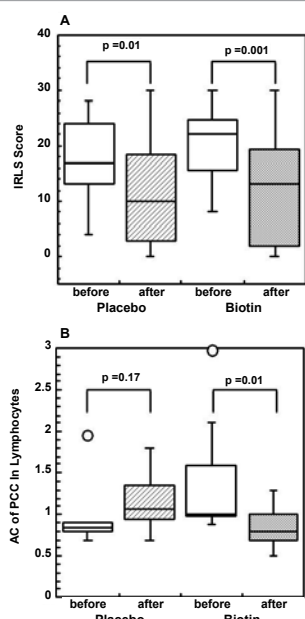 A
40
p =0.01
p =0.001
30
20
10
0
IRLS Score
before after before after
Placebo Biotin
B
3
p =0.17
p =0.01
2.5
2
1.5
1
0.5
0
AC of PCC In Lymphocytes
before after before after
Placebo Biotin